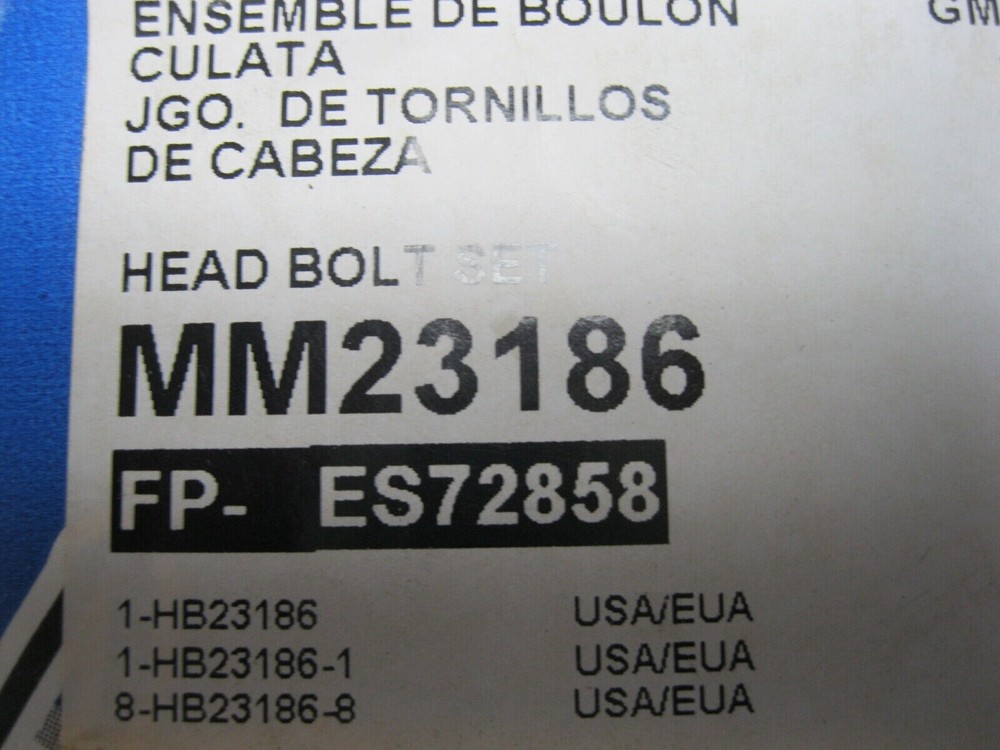 ENSEMBLE DE BOULON GM
CULATA
JGO. DE TORNILLOS
DE CABEZA
HEAD BOLT SET
MM23186
FP- ES72858
1-HB23186 USA/EUA
1-HB23186-1 USA/EUA
8-HB23186-8 USA/EUA